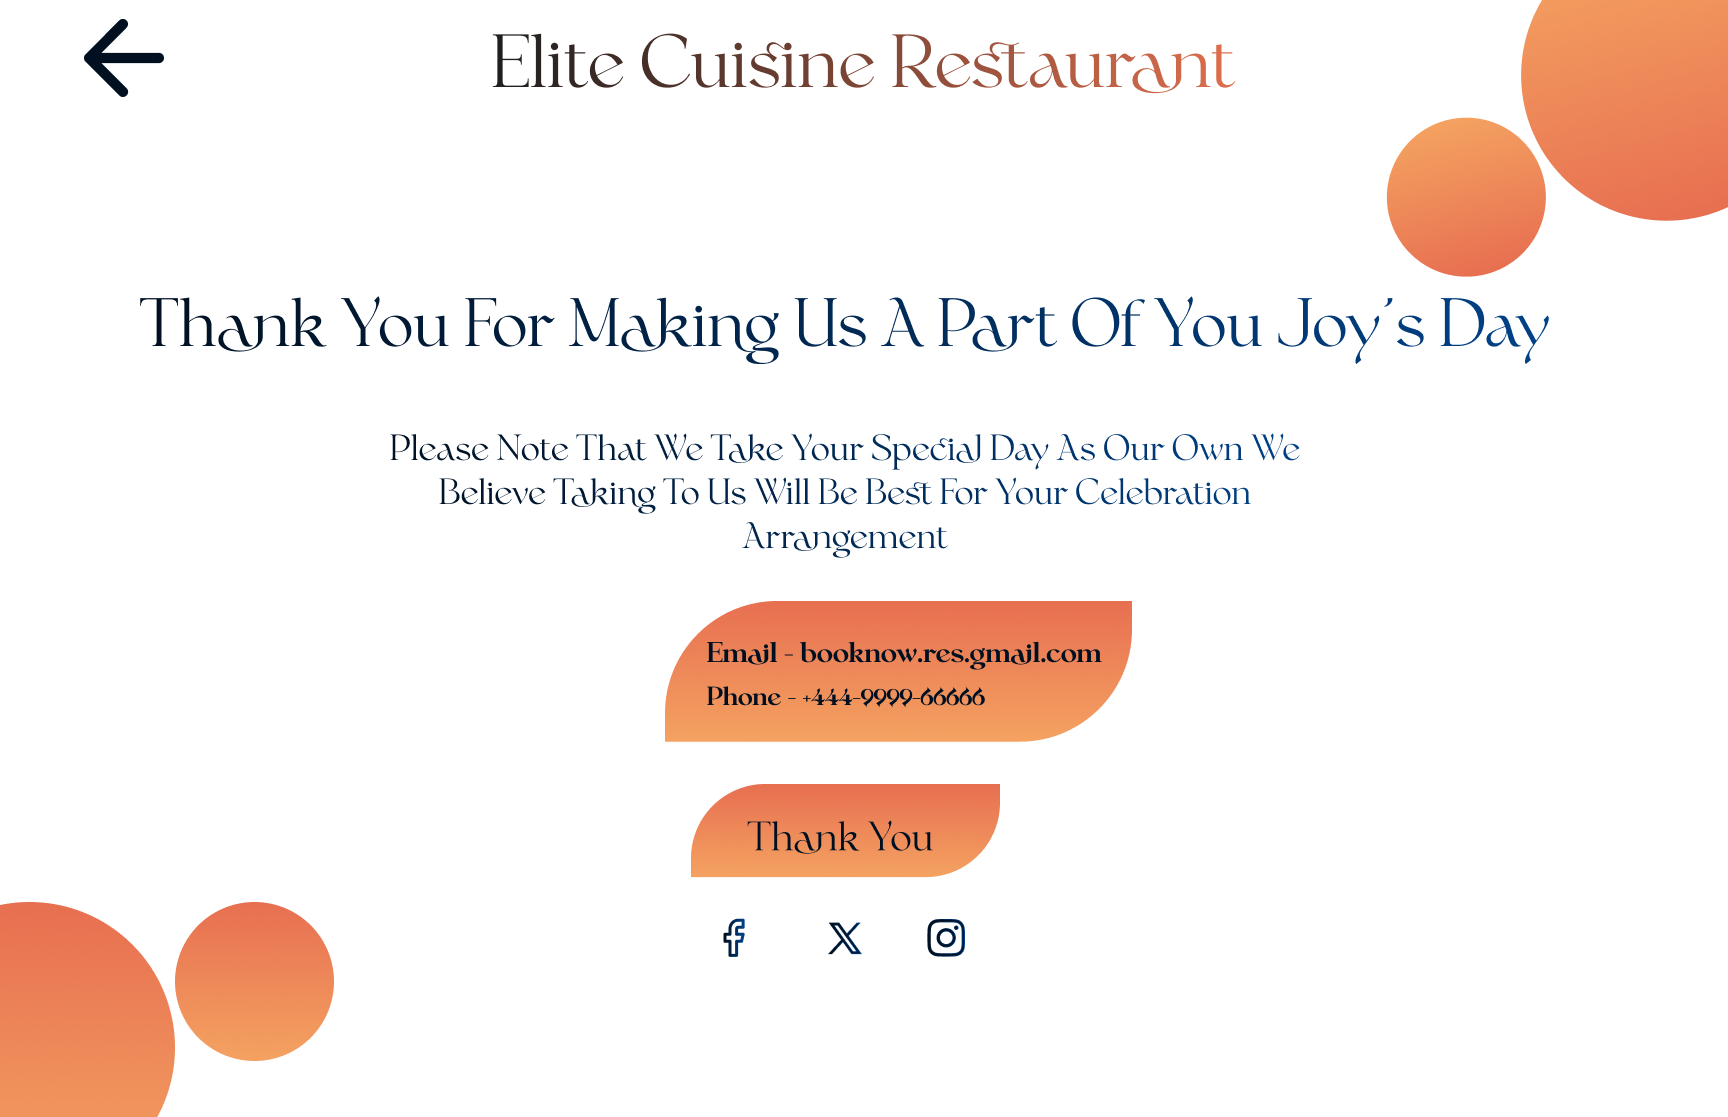 Elite Cuisine Restaurant
Thank You For Making Us A Part Of You Joy's Day
Please Note That We Take Your Special Day As Our Own We
Believe Taking To Us Will Be Best For Your Celebration
Arrangement
Email - booknow.res.gmail.com
Phone - +444-9999-66666
Thank You